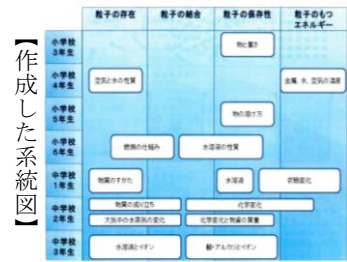 【作成した系統図】
粒子の存在 粒子の結合 粒子の保存性 粒子のもつ
エネルギー
小学校
3年生
物と重さ
小学校
4年生
空気と水の性質 金属、水、空気の温度
小学校
5年生
物の溶け方
小学校
6年生
燃焼の仕組み 水溶液の性質
中学校
1年生
物質のすがた 水溶液 状態変化
中学校
2年生
物質の成り立ち 化学変化
大気中の水蒸気の変化 化学変化と物質の質量
中学校
3年生
水溶液とイオン 酸・アルカリとイオン